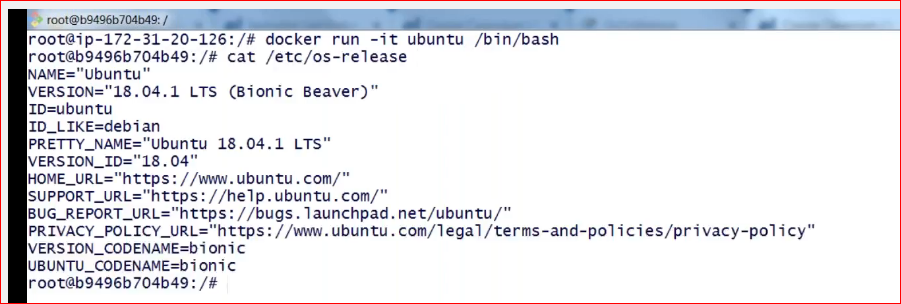 root@b9496b704b49: /
root@ip-172-31-20-126:/# docker run -it ubuntu /bin/bash
root@b9496b704b49:/# cat /etc/os-release
NAME="Ubuntu"
VERSION="18.04.1 LTS (Bionic Beaver)"
ID=ubuntu
ID_LIKE=debian
PRETTY_NAME="Ubuntu 18.04.1 LTS"
VERSION_ID="18.04"
HOME_URL="https://www.ubuntu.com/"
SUPPORT_URL="https://help.ubuntu.com/"
BUG_REPORT_URL="https://bugs.launchpad.net/ubuntu/"
PRIVACY_POLICY_URL="https://www.ubuntu.com/legal/terms-and-policies/privacy-policy"
VERSION_CODENAME=bionic
UBUNTU_CODENAME=bionic
root@b9496b704b49:/#